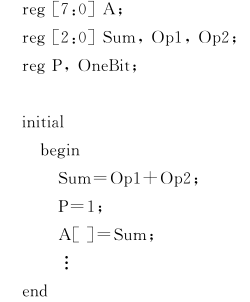 reg [7:0] A;
reg [2:0] Sum, Op1, Op2;
reg P, OneBit;
initial
begin
Sum=Op1+Op2;
P=1;
A[ ]=Sum;
⋮
end